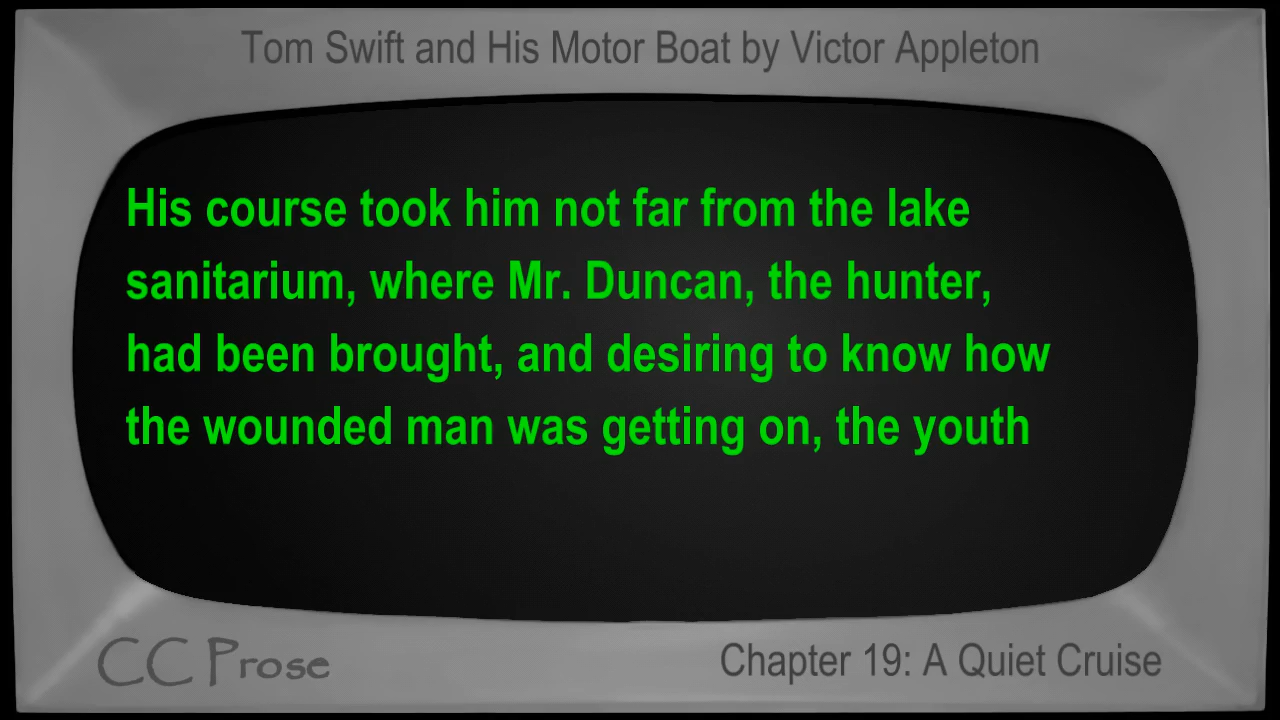 Tom Swift and His Motor Boat by Victor Appleton
His course took him not far from the lake
sanitarium, where Mr. Duncan, the hunter,
had been brought, and desiring to know how
the wounded man was getting on, the youth
CC Prose
Chapter 19: A Quiet Cruise